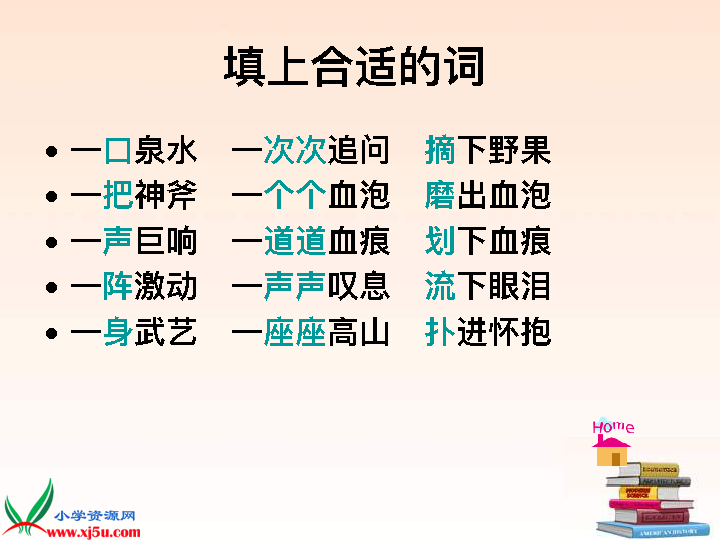 填上合适的词
• 一口泉水 一次次追问 摘下野果
• 一把神斧 一个个血泡 磨出血泡
• 一声巨响 一道道血痕 划下血痕
• 一阵激动 一声声叹息 流下眼泪
• 一身武艺 一座座高山 扑进怀抱
Home
MODERN SCIENCE
AMERICAN HISTORY
小学资源网
www.xj5u.com